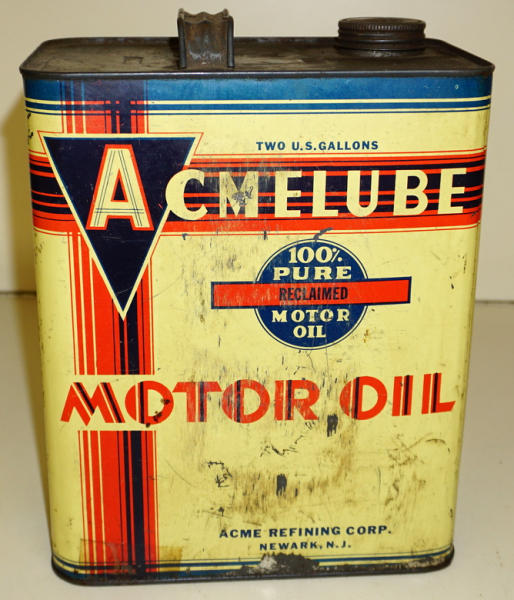 TWO U.S. GALLONS
ACMELUBE
100%
PURE
RECLAIMED
MOTOR
OIL
MOTOR OIL
ACME REFINING CORP.
NEWARK, N.J.